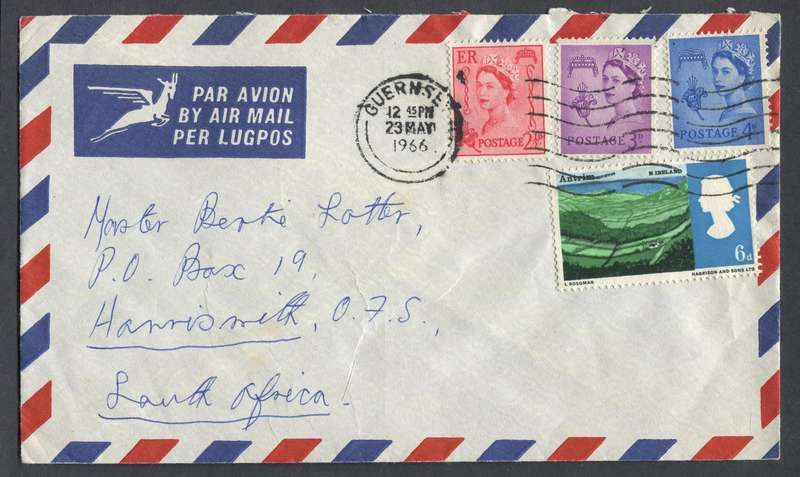 PAR AVION
BY AIR MAIL
PER LUGPOS
GUERNSEY
12 45 PM
23 MAY
1966
ER
POSTAGE 2½D
POSTAGE 3D
POSTAGE 4D
Antrim
N IRELAND
6d
L ROSOMAN
HARRISON AND SONS LTD
Master Bertie Lotter,
P.O. Box 19,
Harrismith, O.F.S.,
South Africa.